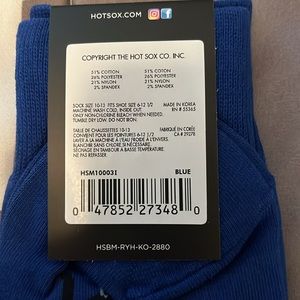 HOTSOX.COM
COPYRIGHT THE HOT SOX CO. INC.
51% COTTON 51% COTON
26% POLYESTER 26% POLYESTER
21% NYLON 21% NYLON
2% SPANDEX 2% SPANDEX
SOCK SIZE 10-13 FITS SHOE SIZE 6-12 1/2 MADE IN KOREA
MACHINE WASH COLD, INSIDE OUT. RN # 55365
ONLY NON-CHLORINE BLEACH WHEN NEEDED.
TUMBLE DRY LOW. DO NOT IRON.
TAILLE DE CHAUSSETTES 10-13 FABRIQUÉ EN CORÉE
CONVIENT POUR LES POINTURES 6-12 1/2
LAVER À LA MACHINE À L'EAU FROIDE À L'ENVERS.
BLANCHIR SANS CHLORE SI NÉCESSAIRE.
SÉCHAGE EN TAMBOUR À BASSE TEMPÉRATURE
NE PAS REPASSER
HSM10003I BLUE
0 47852 27348 0
HSBM-RYH-KO-2880